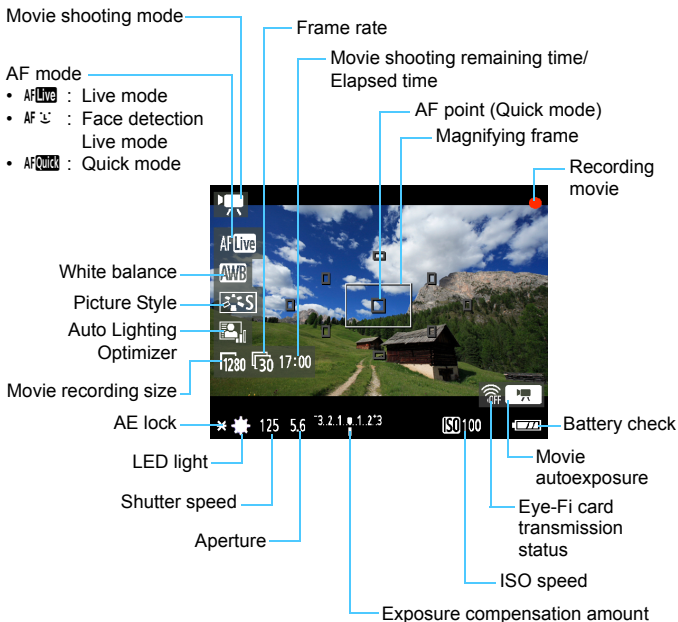 Movie shooting mode
Frame rate
Movie shooting remaining time/
Elapsed time
AF mode
• AF Live : Live mode
• AF : Face detection
Live mode
• AF Quick : Quick mode
AF point (Quick mode)
Magnifying frame
Recording
movie
AF Live
White balance
AWB
Picture Style
S
Auto Lighting
Optimizer
Movie recording size
1280 30 17:00
OFF
AE lock
125 5.6 -3..2..1..0..1..2.+3 ISO 100
Battery check
LED light
Movie
autoexposure
Shutter speed
Eye-Fi card
transmission
status
Aperture
ISO speed
Exposure compensation amount